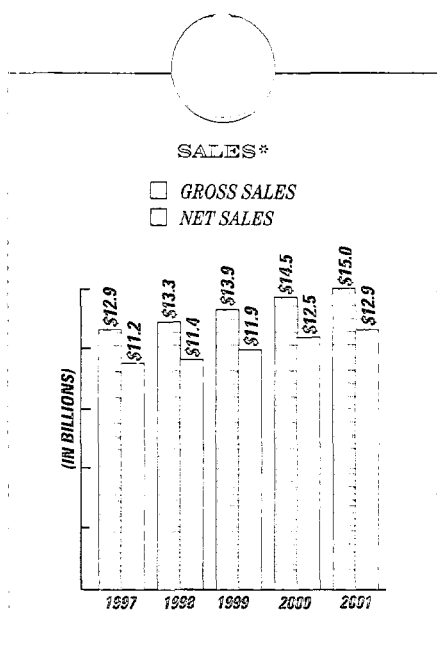 SALES*
GROSS SALES
NET SALES
(IN BILLIONS)
$12.9
$11.2
$13.3
$11.4
$13.9
$11.9
$14.5
$12.5
$15.0
$12.9
1997 1998 1999 2000 2001